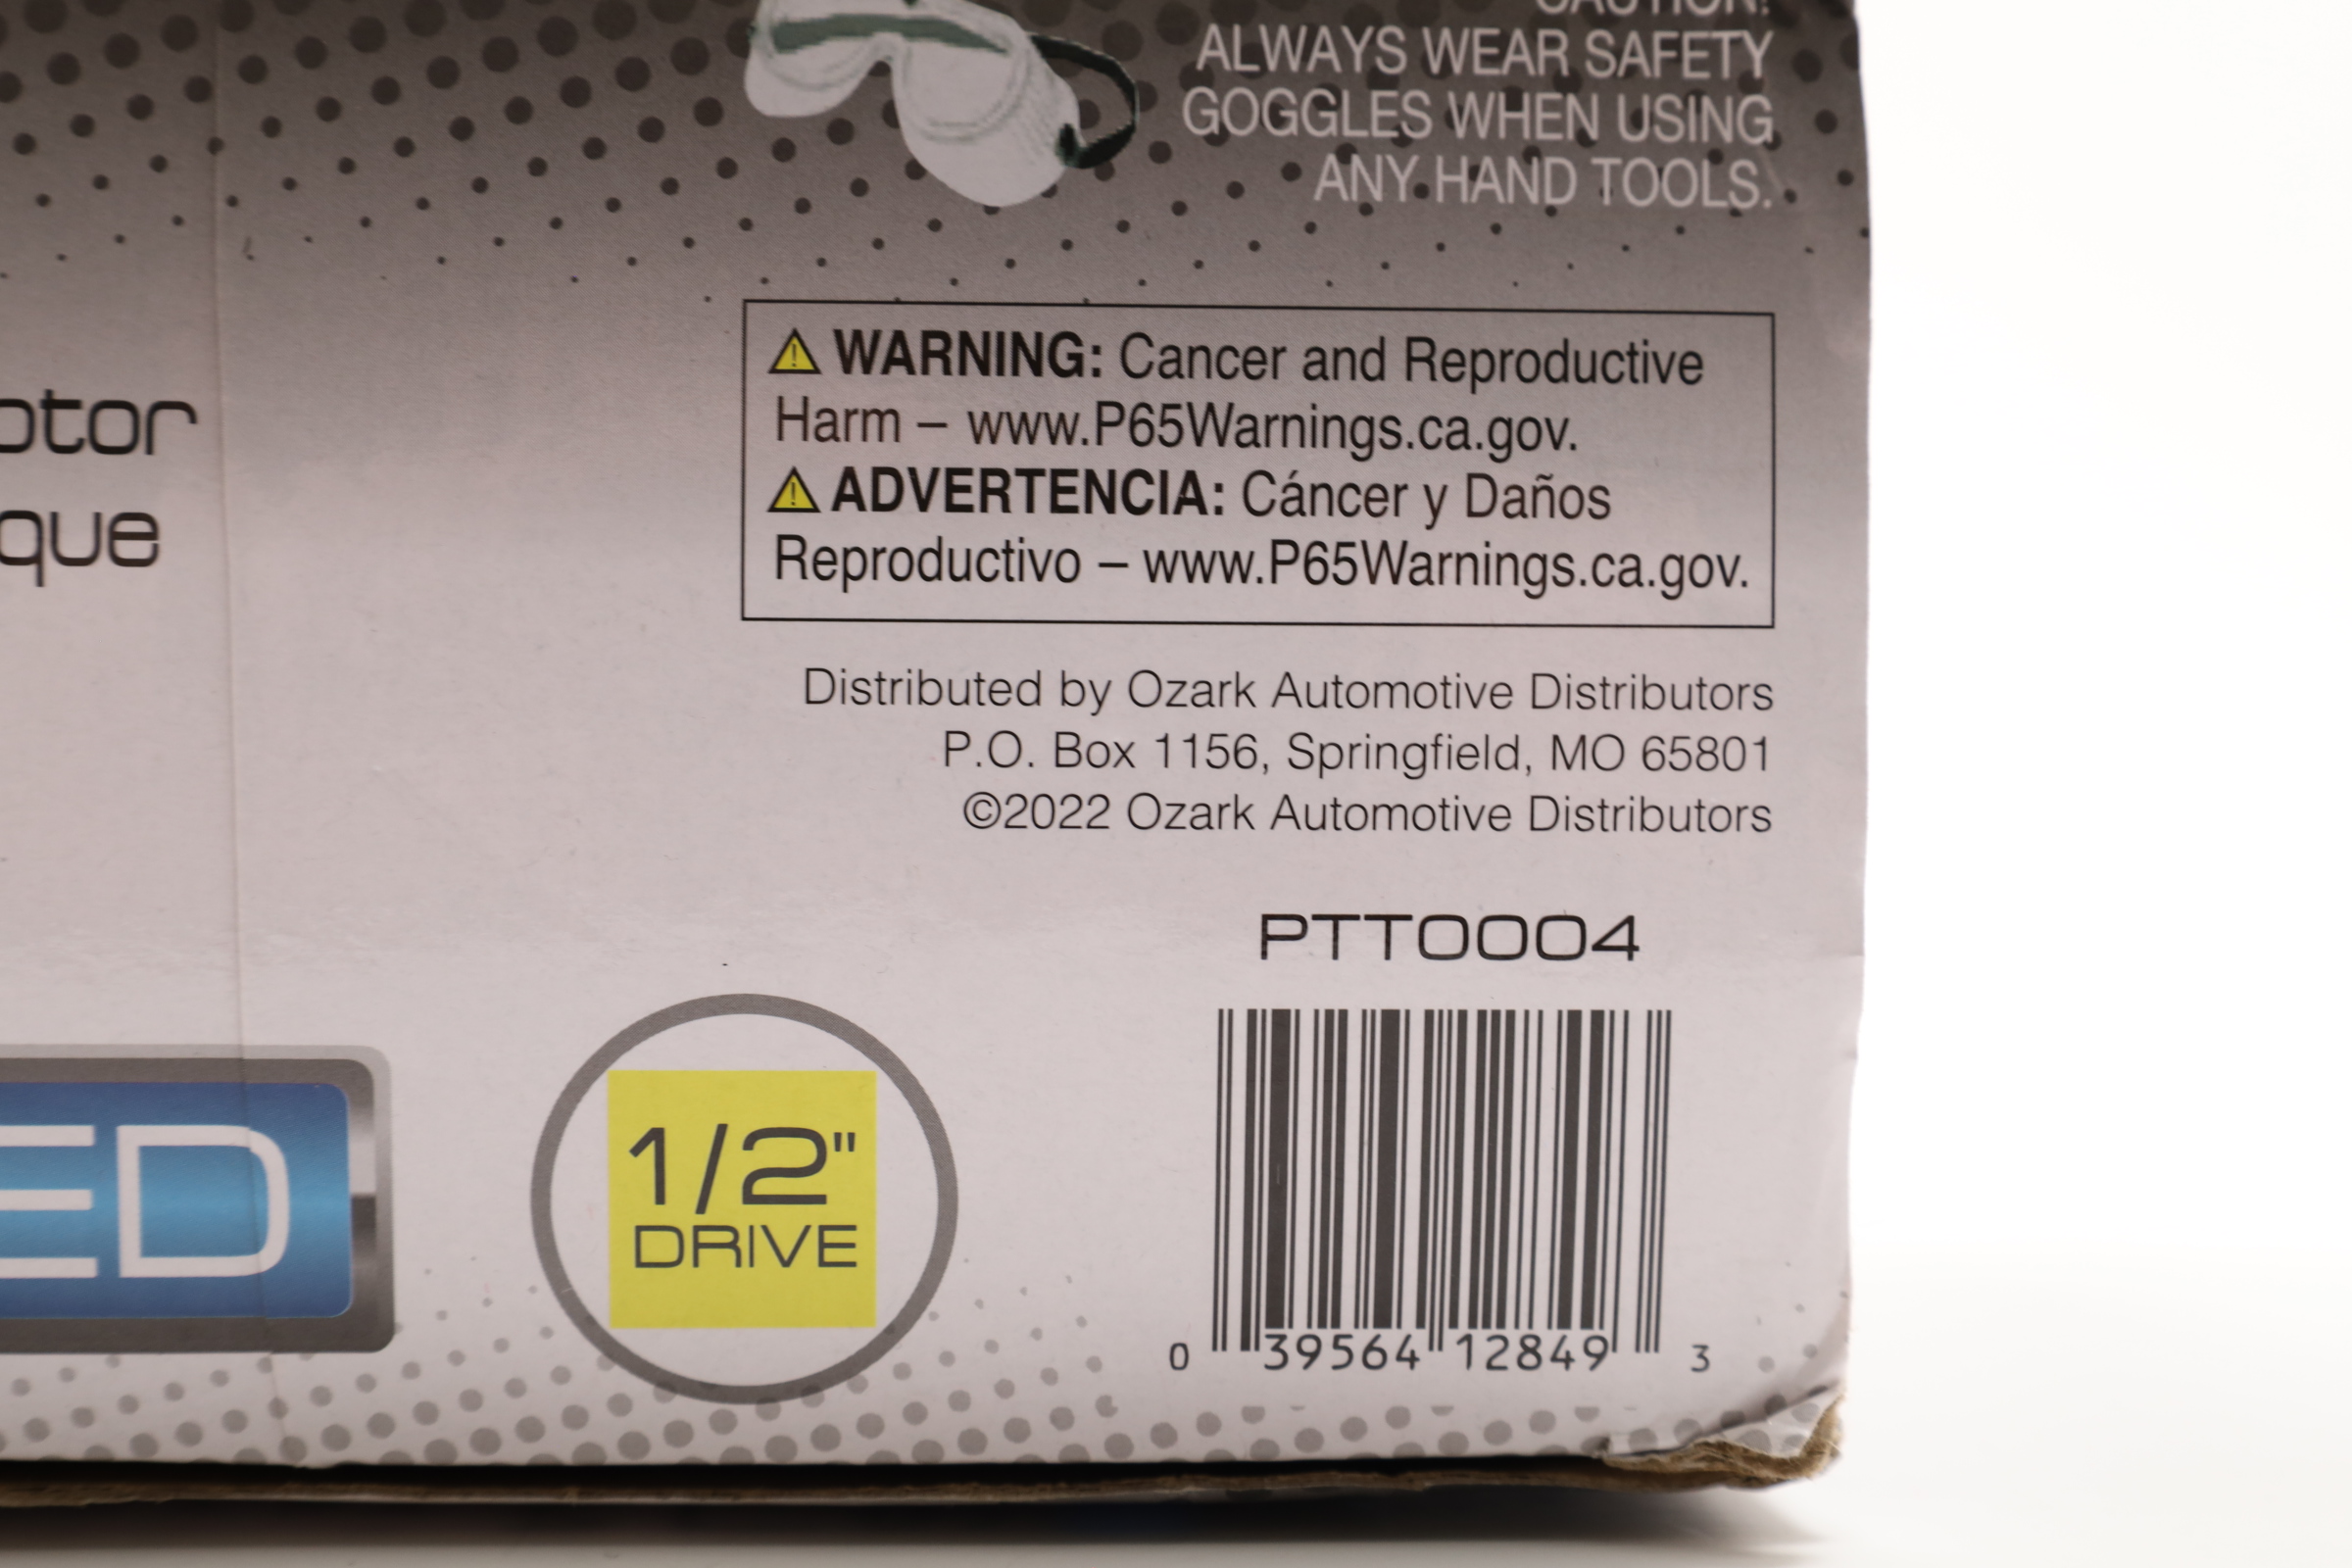 CAUTION!
ALWAYS WEAR SAFETY
GOGGLES WHEN USING
ANY HAND TOOLS.
⚠ WARNING: Cancer and Reproductive
Harm – www.P65Warnings.ca.gov.
⚠ ADVERTENCIA: Cáncer y Daños
Reproductivo – www.P65Warnings.ca.gov.
Distributed by Ozark Automotive Distributors
P.O. Box 1156, Springfield, MO 65801
©2022 Ozark Automotive Distributors
PTT0004
1/2"
DRIVE
0 39564 12849 3